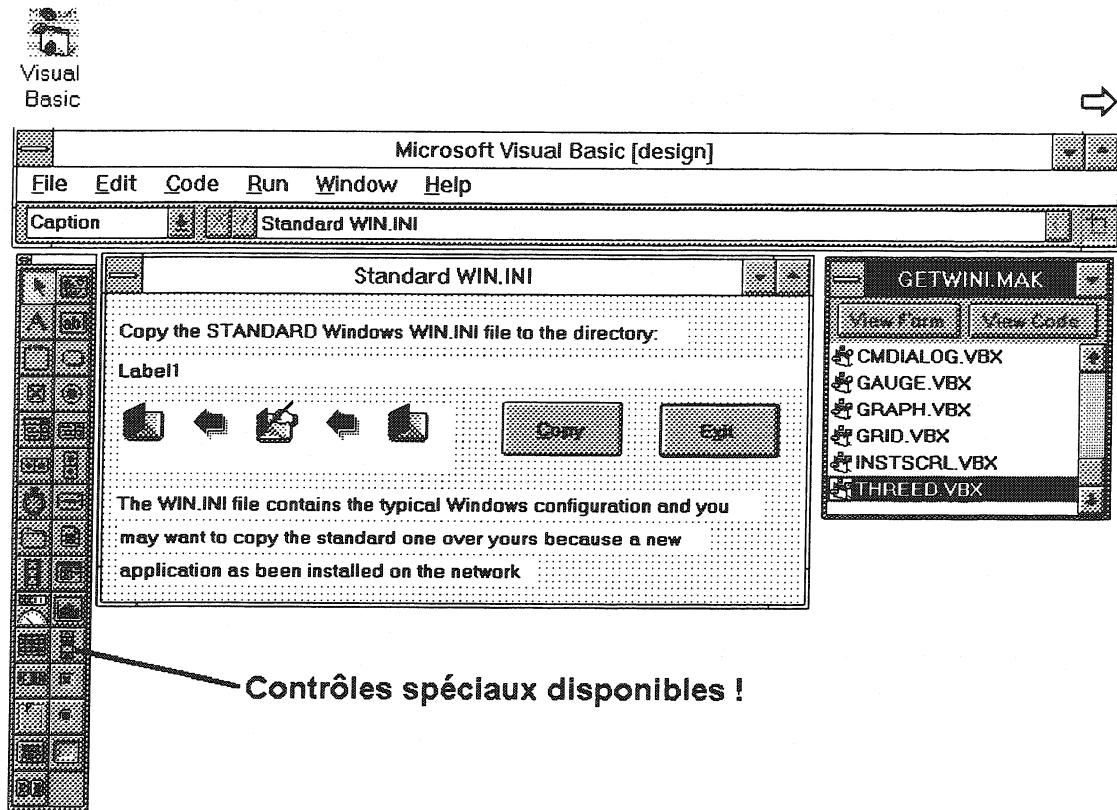 Visual
Basic
Microsoft Visual Basic [design]
File Edit Code Run Window Help
Caption Standard WIN.INI
Standard WIN.INI
Copy the STANDARD Windows WIN.INI file to the directory:
Label1
Copy Exit
The WIN.INI file contains the typical Windows configuration and you
may want to copy the standard one over yours because a new
application as been installed on the network
GETWINI.MAK
View Form View Code
CMDIALOG.VBX
GAUGE.VBX
GRAPH.VBX
GRID.VBX
INSTSCRL.VBX
THREED.VBX
Contrôles spéciaux disponibles !